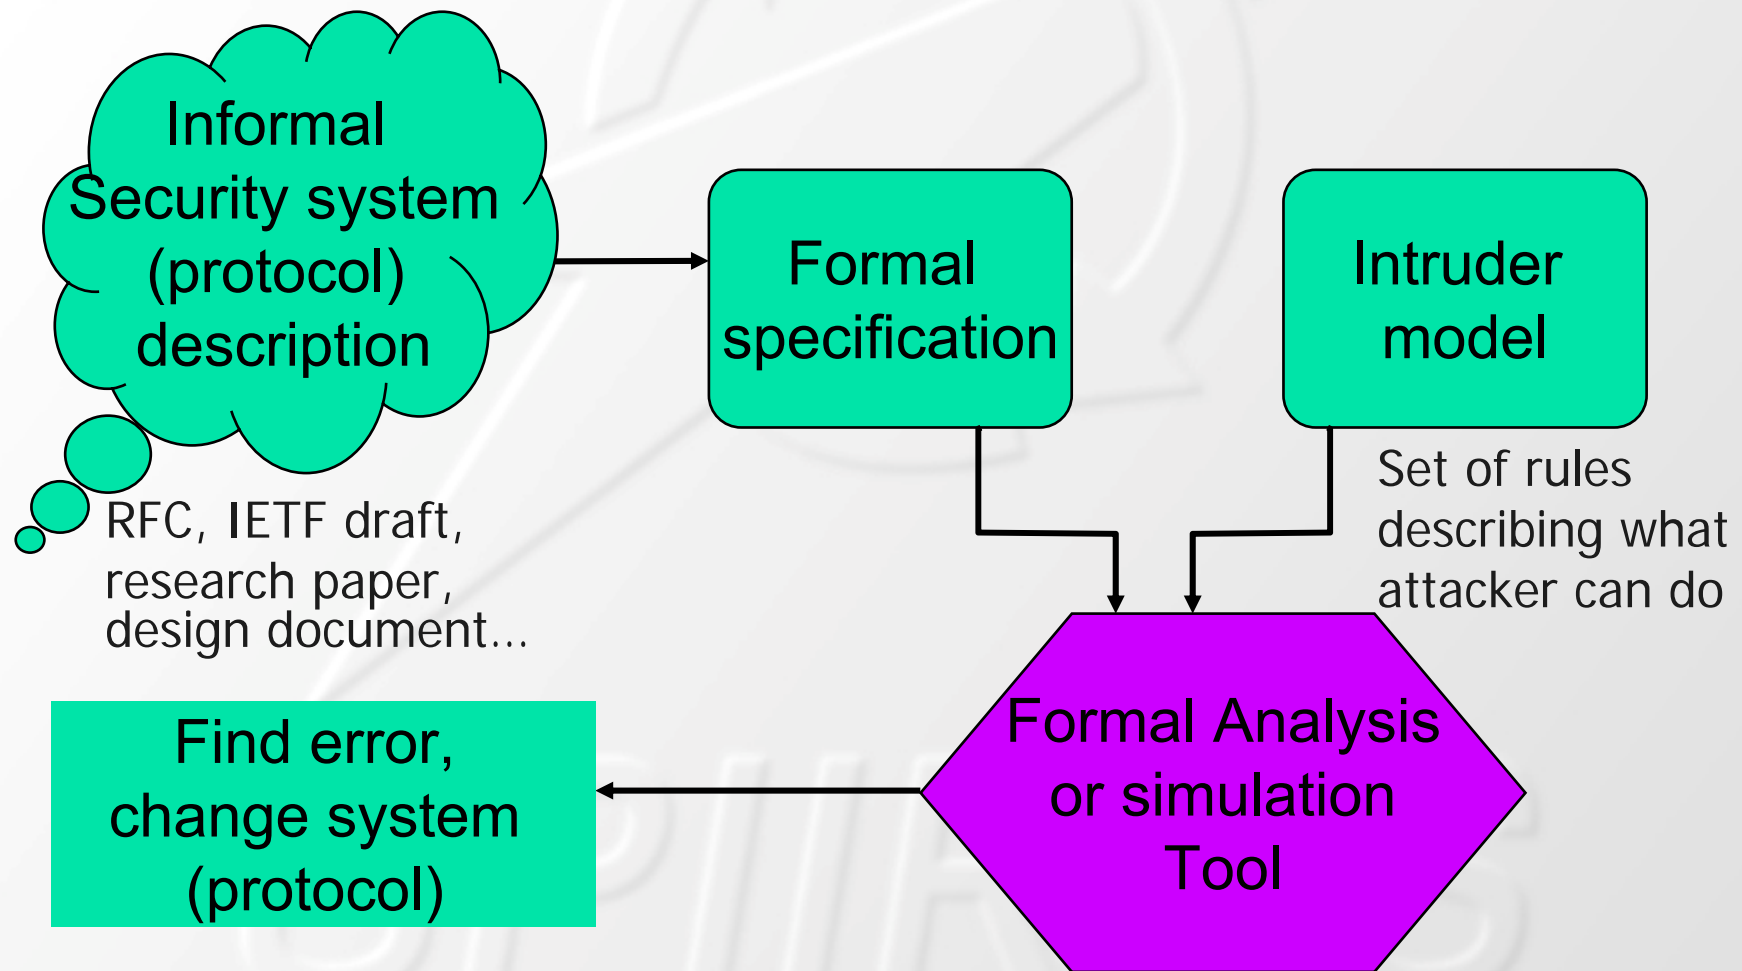 Informal
Security system
(protocol)
description
Formal
specification
Intruder
model
RFC, IETF draft,
research paper,
design document...
Set of rules
describing what
attacker can do
Find error,
change system
(protocol)
Formal Analysis
or simulation
Tool